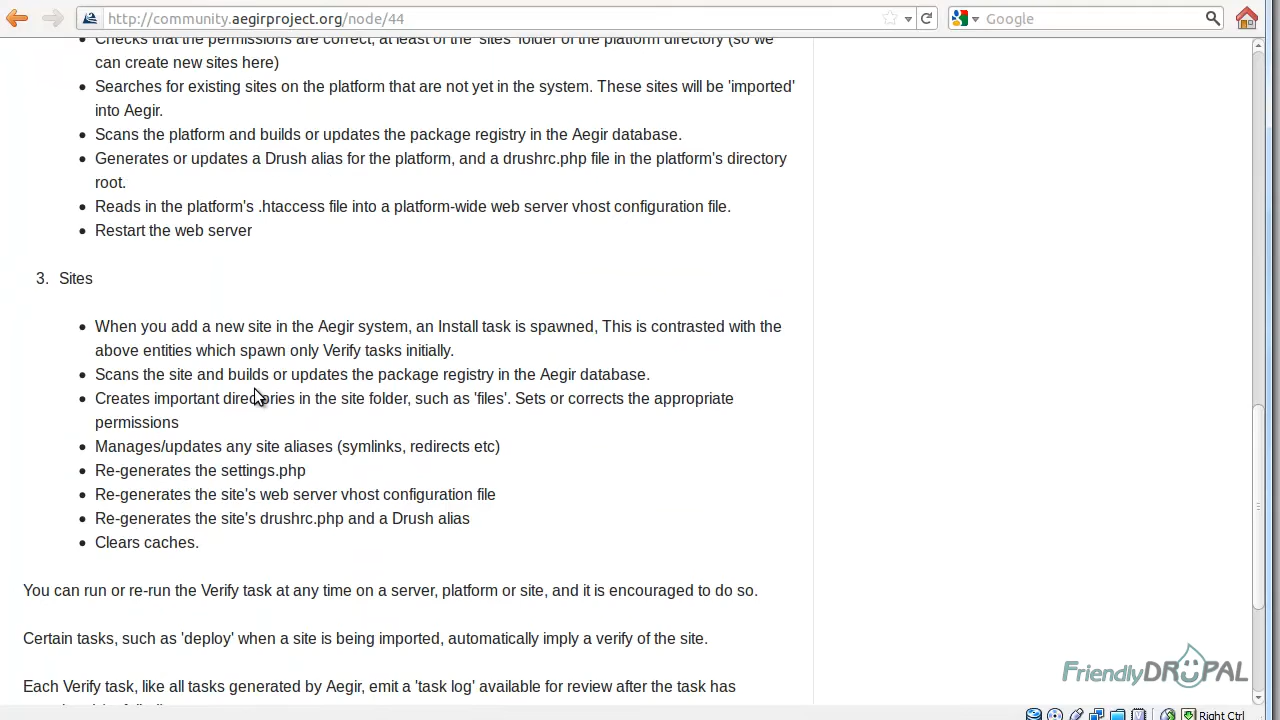 http://community.aegirproject.org/node/44
Google
Checks that the permissions are correct, at least of the 'sites' folder of the platform directory (so we
can create new sites here)
Searches for existing sites on the platform that are not yet in the system. These sites will be 'imported'
into Aegir.
Scans the platform and builds or updates the package registry in the Aegir database.
Generates or updates a Drush alias for the platform, and a drushrc.php file in the platform's directory
root.
Reads in the platform's .htaccess file into a platform-wide web server vhost configuration file.
Restart the web server
3. Sites
When you add a new site in the Aegir system, an Install task is spawned, This is contrasted with the
above entities which spawn only Verify tasks initially.
Scans the site and builds or updates the package registry in the Aegir database.
Creates important directories in the site folder, such as 'files'. Sets or corrects the appropriate
permissions
Manages/updates any site aliases (symlinks, redirects etc)
Re-generates the settings.php
Re-generates the site's web server vhost configuration file
Re-generates the site's drushrc.php and a Drush alias
Clears caches.
You can run or re-run the Verify task at any time on a server, platform or site, and it is encouraged to do so.
Certain tasks, such as 'deploy' when a site is being imported, automatically imply a verify of the site.
FriendlyDROPAL
Each Verify task, like all tasks generated by Aegir, emit a 'task log' available for review after the task has
Right Ctrl